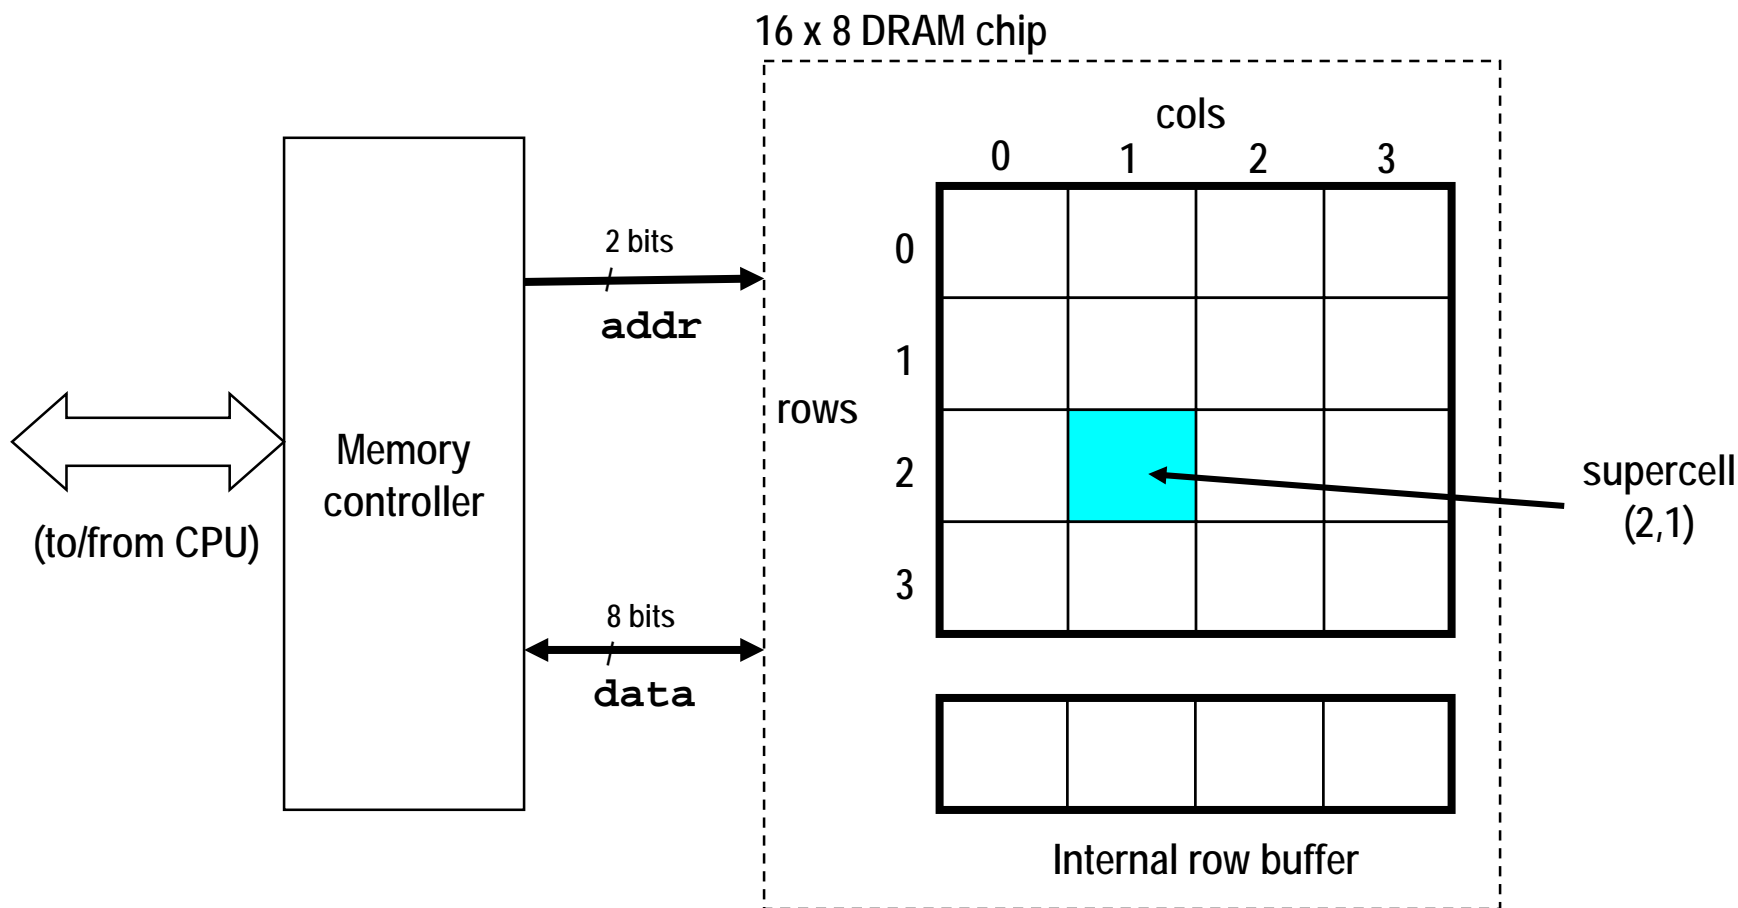 16 x 8 DRAM chip
cols
0 1 2 3
2 bits
addr
0
1
rows
Memory
controller
2
supercell
(2,1)
(to/from CPU)
3
8 bits
data
Internal row buffer